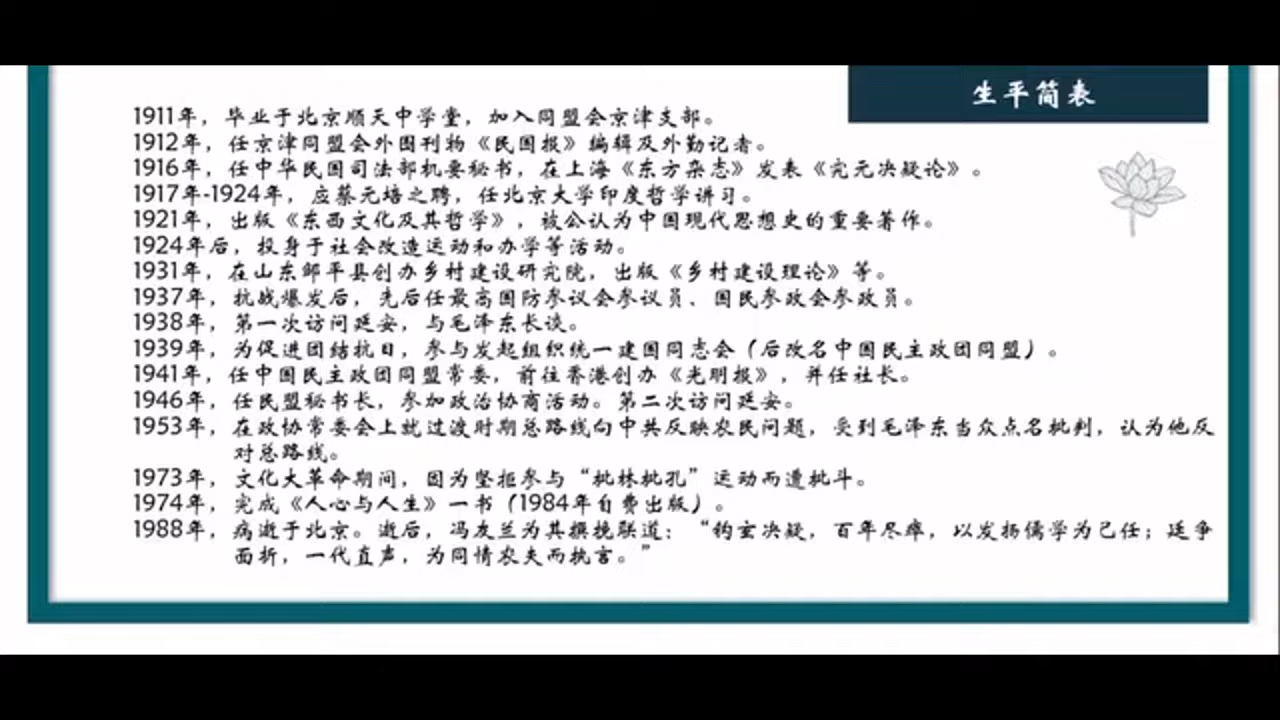 生平简表
1911年，毕业于北京顺天中学堂，加入同盟会京津支部。
1912年，任京津同盟会外围刊物《民国报》编辑及外勤记者。
1916年，任中华民国司法部机要秘书，在上海《东方杂志》发表《究元决疑论》。
1917年-1924年，应蔡元培之聘，任北京大学印度哲学讲习。
1921年，出版《东西文化及其哲学》，被公认为中国现代思想史的重要著作。
1924年后，投身于社会改造运动和办学等活动。
1931年，在山东邹平县创办乡村建设研究院，出版《乡村建设理论》等。
1937年，抗战爆发后，先后任最高国防参议会参议员、国民参政会参政员。
1938年，第一次访问延安，与毛泽东长谈。
1939年，为促进团结抗日，参与发起组织统一建国同志会（后改名中国民主政团同盟）。
1941年，任中国民主政团同盟常委，前往香港创办《光明报》，并任社长。
1946年，任民盟秘书长，参加政治协商活动。第二次访问延安。
1953年，在政协常委会上就过渡时期总路线向中共反映农民问题，受到毛泽东当众点名批判，认为他反
对总路线。
1973年，文化大革命期间，因为坚拒参与“批林批孔”运动而遭批斗。
1974年，完成《人心与人生》一书（1984年自费出版）。
1988年，病逝于北京。逝后，冯友兰为其撰挽联道：“钩玄决疑，百年尽瘁，以发扬儒学为己任；廷争
面折，一代直声，为同情农夫而执言。”